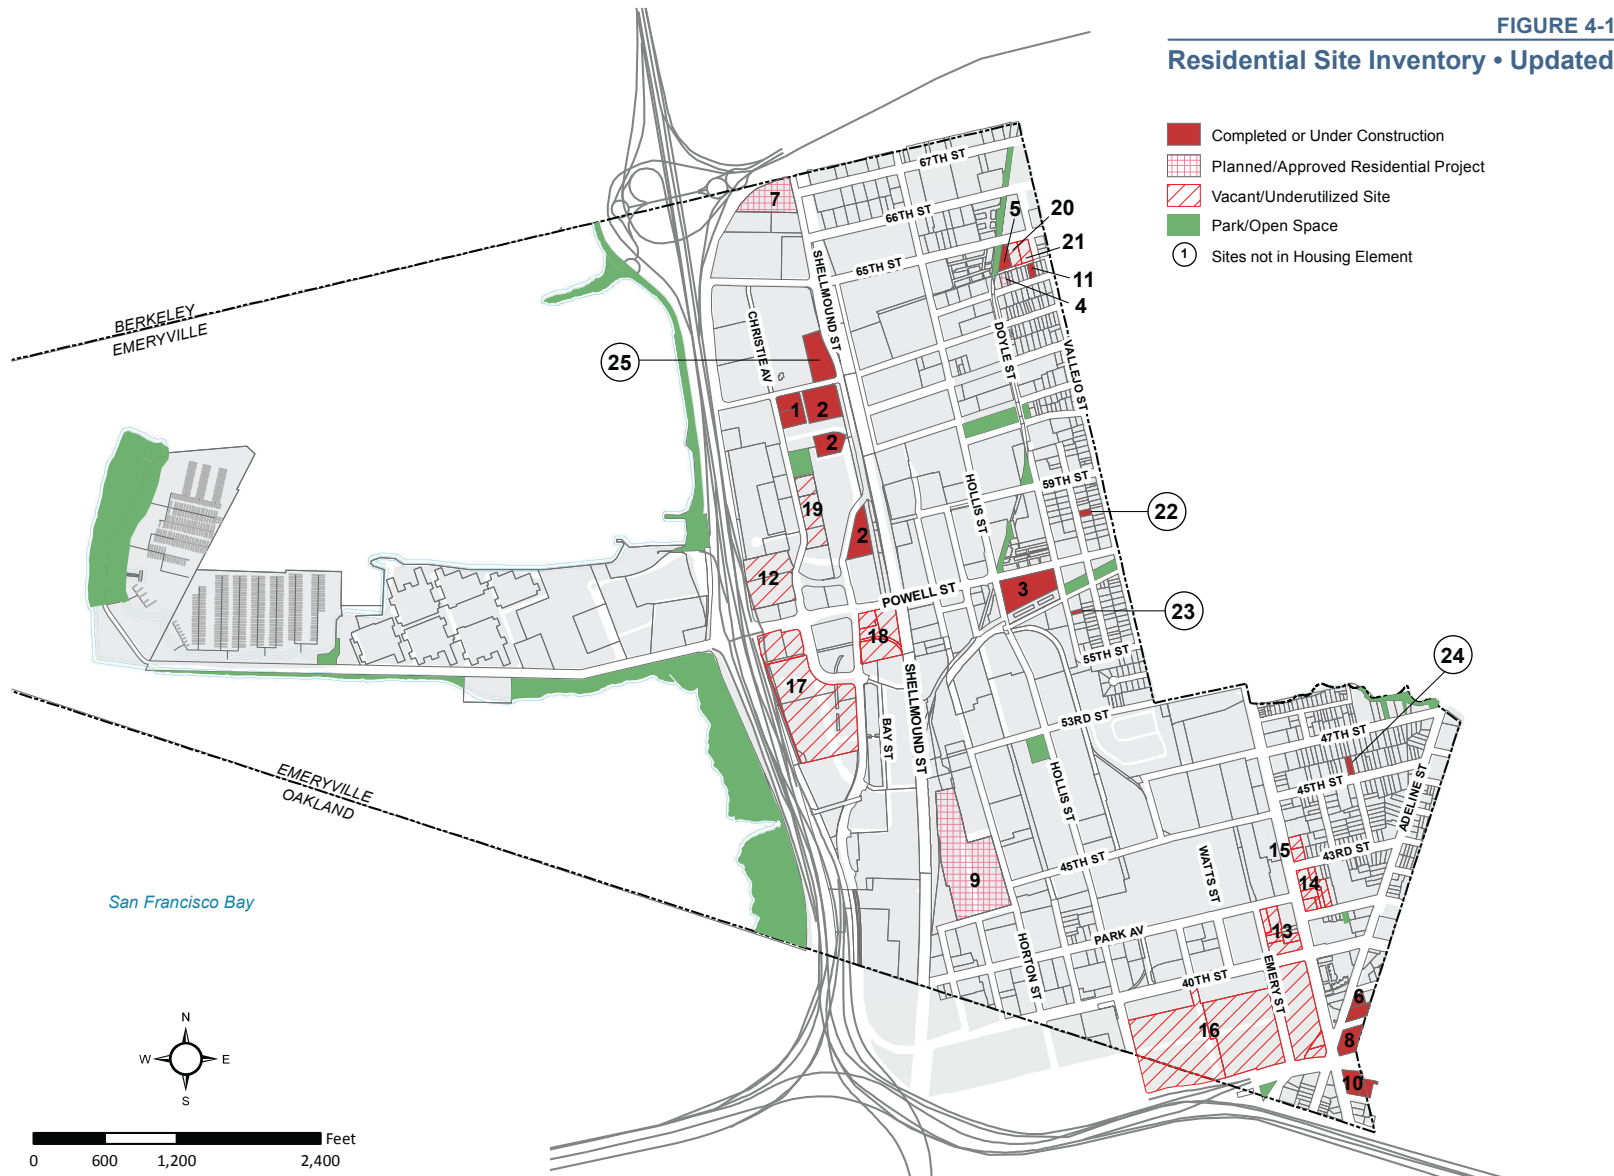 FIGURE 4-1
Residential Site Inventory • Updated
Completed or Under Construction
Planned/Approved Residential Project
Vacant/Underutilized Site
Park/Open Space
1 Sites not in Housing Element
67TH ST
7
66TH ST
5
20
21
65TH ST
11
4
SHELLMOUND ST
CHRISTIE AV
DOYLE ST
VALLEJO ST
BERKELEY
EMERYVILLE
25
1
2
2
59TH ST
HOLLIS ST
19
22
2
12
3
POWELL ST
23
18
55TH ST
24
17
SHELLMOUND ST
BAY ST
53RD ST
47TH ST
EMERYVILLE
OAKLAND
HOLLIS ST
45TH ST
ADELINE ST
15
43RD ST
45TH ST
WATTS ST
9
14
San Francisco Bay
PARK AV
13
HORTON ST
40TH ST
EMERY ST
6
16
8
10
N
W
E
S
Feet
0
600
1,200
2,400